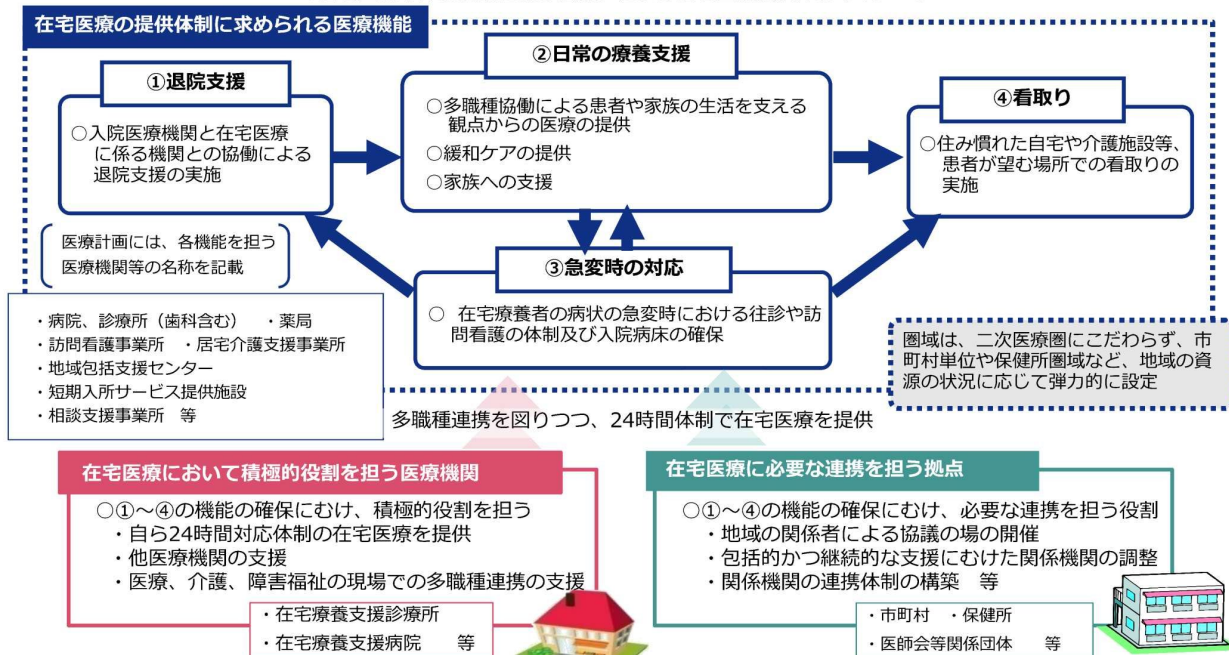 在宅医療の提供体制に求められる医療機能
①退院支援
○入院医療機関と在宅医療
に係る機関との協働による
退院支援の実施
②日常の療養支援
○多職種協働による患者や家族の生活を支える
観点からの医療の提供
○緩和ケアの提供
○家族への支援
④看取り
○住み慣れた自宅や介護施設等、
患者が望む場所での看取りの
実施
医療計画には、各機能を担う
医療機関等の名称を記載
③急変時の対応
○ 在宅療養者の病状の急変時における往診や訪
問看護の体制及び入院病床の確保
・病院、診療所（歯科含む） ・薬局
・訪問看護事業所 ・居宅介護支援事業所
・地域包括支援センター
・短期入所サービス提供施設
・相談支援事業所 等
圏域は、二次医療圏にこだわらず、市
町村単位や保健所圏域など、地域の資
源の状況に応じて弾力的に設定
多職種連携を図りつつ、24時間体制で在宅医療を提供
在宅医療において積極的役割を担う医療機関
○①～④の機能の確保にむけ、積極的役割を担う
・自ら24時間対応体制の在宅医療を提供
・他医療機関の支援
・医療、介護、障害福祉の現場での多職種連携の支援
・在宅療養支援診療所
・在宅療養支援病院 等
在宅医療に必要な連携を担う拠点
○①～④の機能の確保にむけ、必要な連携を担う役割
・地域の関係者による協議の場の開催
・包括的かつ継続的な支援にむけた関係機関の調整
・関係機関の連携体制の構築 等
・市町村 ・保健所
・医師会等関係団体 等